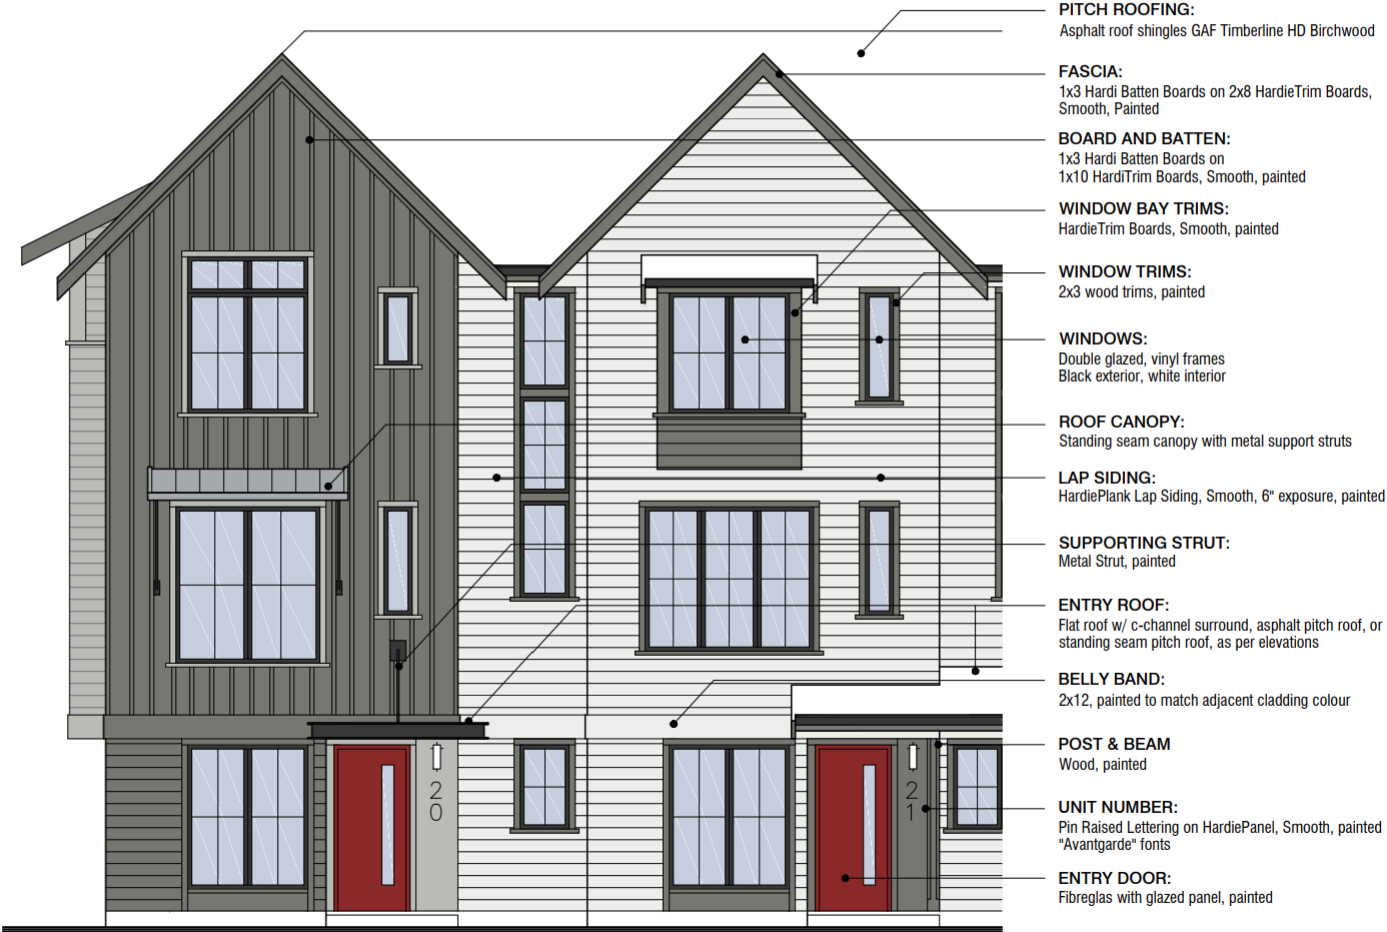 PITCH ROOFING:
Asphalt roof shingles GAF Timberline HD Birchwood
FASCIA:
1x3 Hardi Batten Boards on 2x8 HardieTrim Boards,
Smooth, Painted
BOARD AND BATTEN:
1x3 Hardi Batten Boards on
1x10 HardiTrim Boards, Smooth, painted
WINDOW BAY TRIMS:
HardieTrim Boards, Smooth, painted
WINDOW TRIMS:
2x3 wood trims, painted
WINDOWS:
Double glazed, vinyl frames
Black exterior, white interior
ROOF CANOPY:
Standing seam canopy with metal support struts
LAP SIDING:
HardiePlank Lap Siding, Smooth, 6" exposure, painted
SUPPORTING STRUT:
Metal Strut, painted
ENTRY ROOF:
Flat roof w/ c-channel surround, asphalt pitch roof, or
standing seam pitch roof, as per elevations
BELLY BAND:
2x12, painted to match adjacent cladding colour
POST & BEAM
Wood, painted
UNIT NUMBER:
Pin Raised Lettering on HardiePanel, Smooth, painted
"Avantgarde" fonts
ENTRY DOOR:
Fibreglas with glazed panel, painted
2
0
2
1